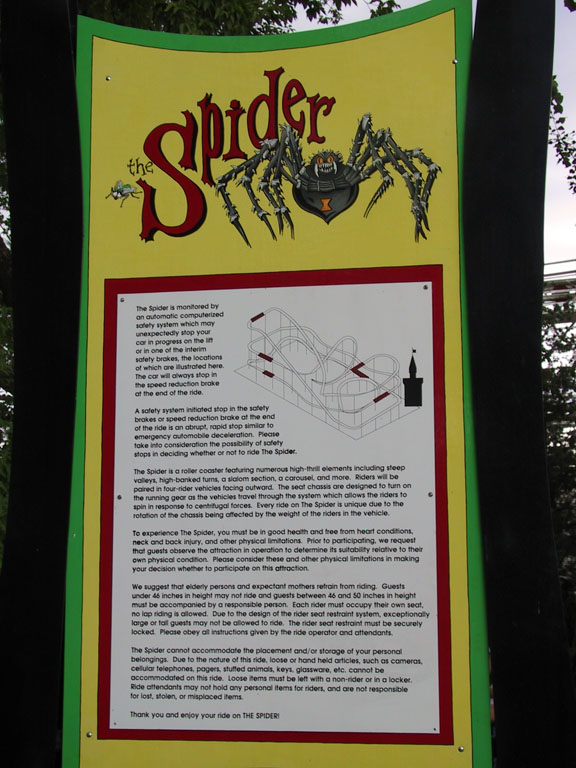 the Spider
The Spider is monitored by
an automatic computerized
safety system which may
unexpectedly stop your
car in progress on the lift
or in one of the interim
safety brakes, the locations
of which are illustrated here.
The car will always stop in
the speed reduction brake
at the end of the ride.
A safety system initiated stop in the safety
brakes or speed reduction brake at the end
of the ride is an abrupt, rapid stop similar to
emergency automobile deceleration. Please
take into consideration the possibility of safety
stops in deciding whether or not to ride The Spider.
The Spider is a roller coaster featuring numerous high-thrill elements including steep
valleys, high-banked turns, a slalom section, a carousel, and more. Riders will be
paired in four-rider vehicles facing outward. The seat chassis are designed to turn on
the running gear as the vehicles travel through the system which allows the riders to
spin in response to centrifugal forces. Every ride on The Spider is unique due to the
rotation of the chassis being affected by the weight of the riders in the vehicle.
To experience The Spider, you must be in good health and free from heart conditions,
neck and back injury, and other physical limitations. Prior to participating, we request
that guests observe the attraction in operation to determine its suitability relative to their
own physical condition. Please consider these and other physical limitations in making
your decision whether to participate on this attraction.
We suggest that elderly persons and expectant mothers refrain from riding. Guests
under 46 inches in height may not ride and guests between 46 and 50 inches in height
must be accompanied by a responsible person. Each rider must occupy their own seat,
no lap riding is allowed. Due to the design of the rider seat restraint system, exceptionally
large or tall guests may not be allowed to ride. The rider seat restraint must be securely
locked. Please obey all instructions given by the ride operator and attendants.
The Spider cannot accommodate the placement and/or storage of your personal
belongings. Due to the nature of this ride, loose or hand held articles, such as cameras,
cellular telephones, pagers, stuffed animals, keys, glassware, etc. cannot be
accommodated on this ride. Loose items must be left with a non-rider or in a locker.
Ride attendants may not hold any personal items for riders, and are not responsible
for lost, stolen, or misplaced items.
Thank you and enjoy your ride on THE SPIDER!